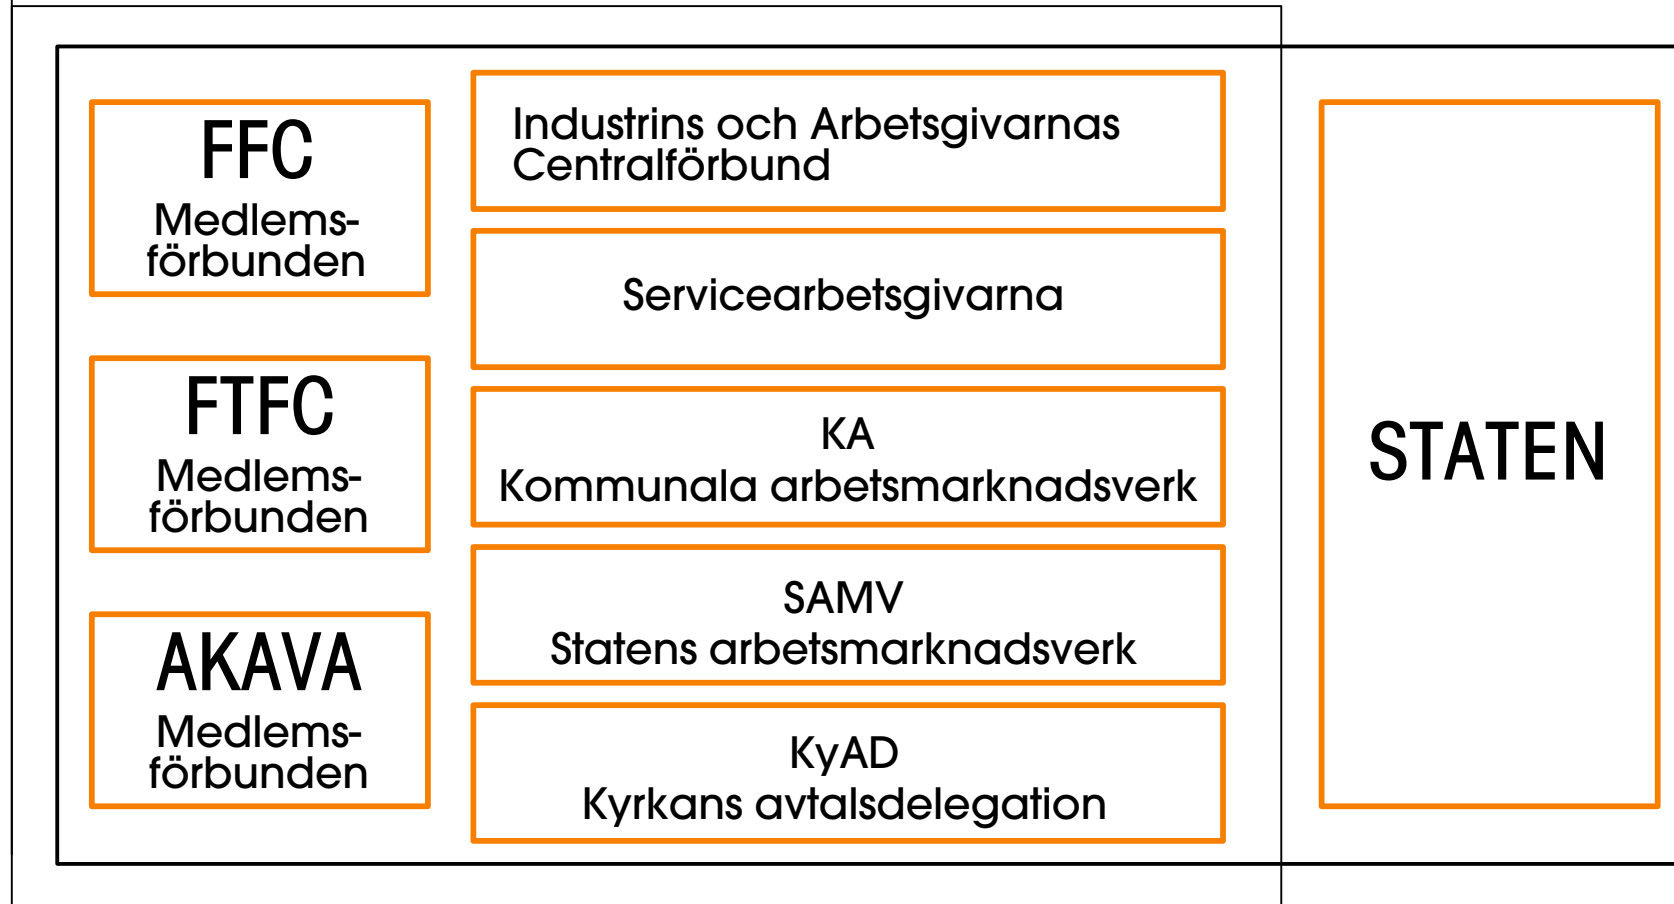 FFC
Medlems-
förbunden
FTFC
Medlems-
förbunden
AKAVA
Medlems-
förbunden
Industrins och Arbetsgivarnas
Centralförbund
Servicearbetsgivarna
KA
Kommunala arbetsmarknadsverk
SAMV
Statens arbetsmarknadsverk
KyAD
Kyrkans avtalsdelegation
STATEN